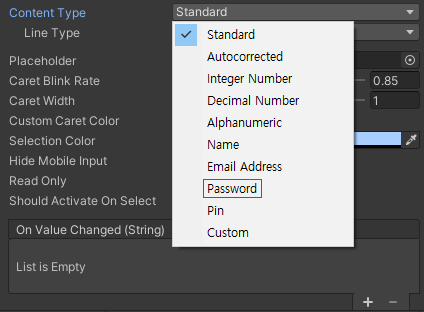 Content Type
Standard
Line Type
Standard
Autocorrected
Integer Number
Decimal Number
Alphanumeric
Name
Email Address
Password
Pin
Custom
Placeholder
Caret Blink Rate
0.85
Caret Width
1
Custom Caret Color
Selection Color
Hide Mobile Input
Read Only
Should Activate On Select
On Value Changed (String)
List is Empty